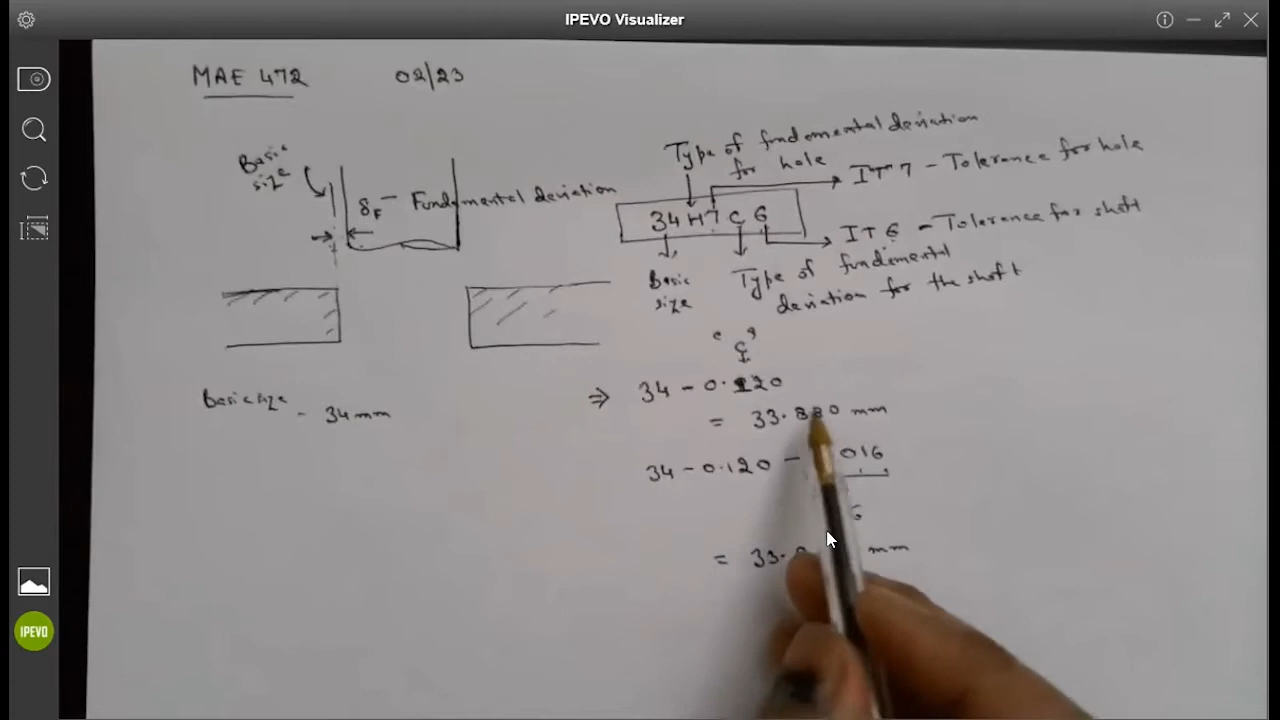 IPEVO Visualizer
MAE 472 02/23
Basic
size
δF - Fundamental deviation
Type of fundamental deviation
for hole
IT 7 - Tolerance for hole
34 H7 C 6
IT 6 - Tolerance for shaft
Basic
size
Type of fundemental
deviation for the shaft
"C"
Basic size - 34 mm
⇒ 34 - 0.120
= 33.880 mm
34 - 0.120 - 016
6
= 33. mm
IPEVO